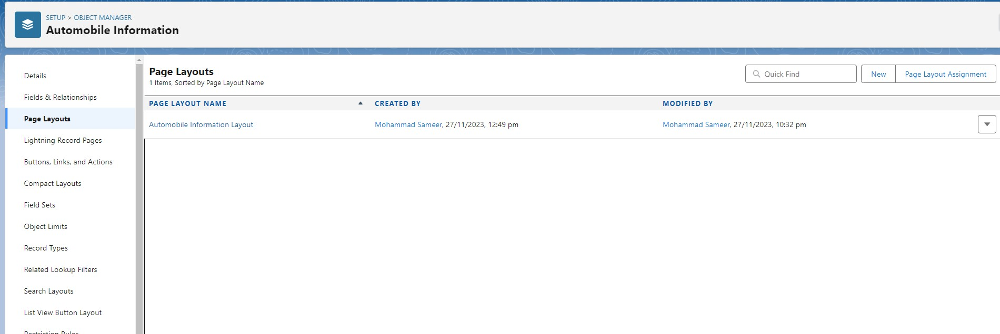 SETUP > OBJECT MANAGER
Automobile Information
Details
Fields & Relationships
Page Layouts
Lightning Record Pages
Buttons, Links, and Actions
Compact Layouts
Field Sets
Object Limits
Record Types
Related Lookup Filters
Search Layouts
List View Button Layout
Restriction Rules
Page Layouts
1 Items, Sorted by Page Layout Name
Quick Find
New
Page Layout Assignment
PAGE LAYOUT NAME CREATED BY MODIFIED BY
Automobile Information Layout Mohammad Sameer, 27/11/2023, 12:49 pm Mohammad Sameer, 27/11/2023, 10:32 pm